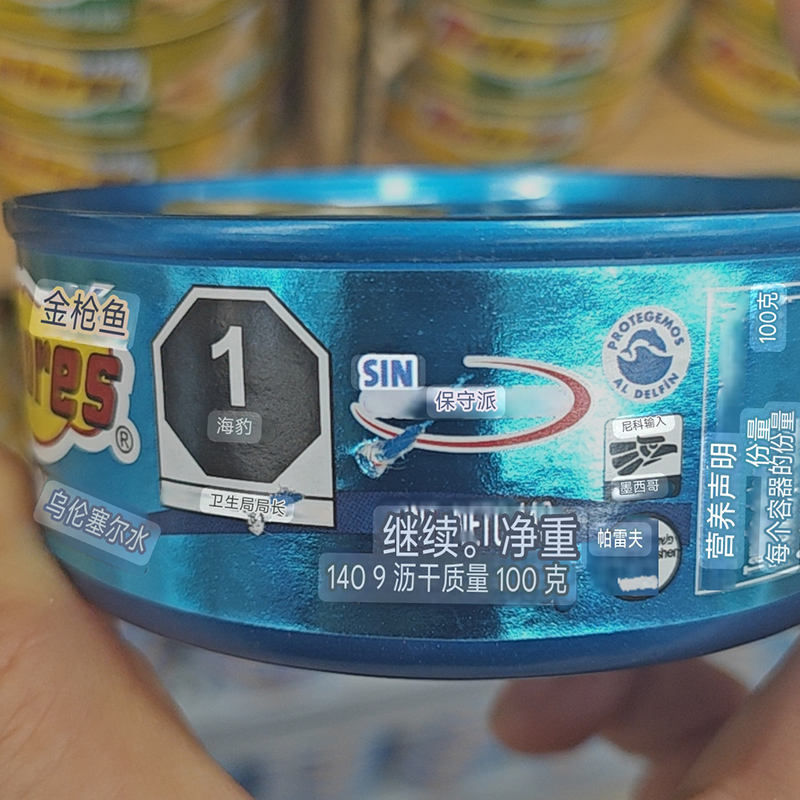 金枪鱼
ares
®
乌伦塞尔水
1
海豹
卫生局局长
SIN
保守派
继续。净重
140 9 沥干质量 100 克
PROTEGEMOS
AL DELFÍN
尼科输入
墨西哥
帕雷夫
营养声明
份量
每个容器的份量
100克